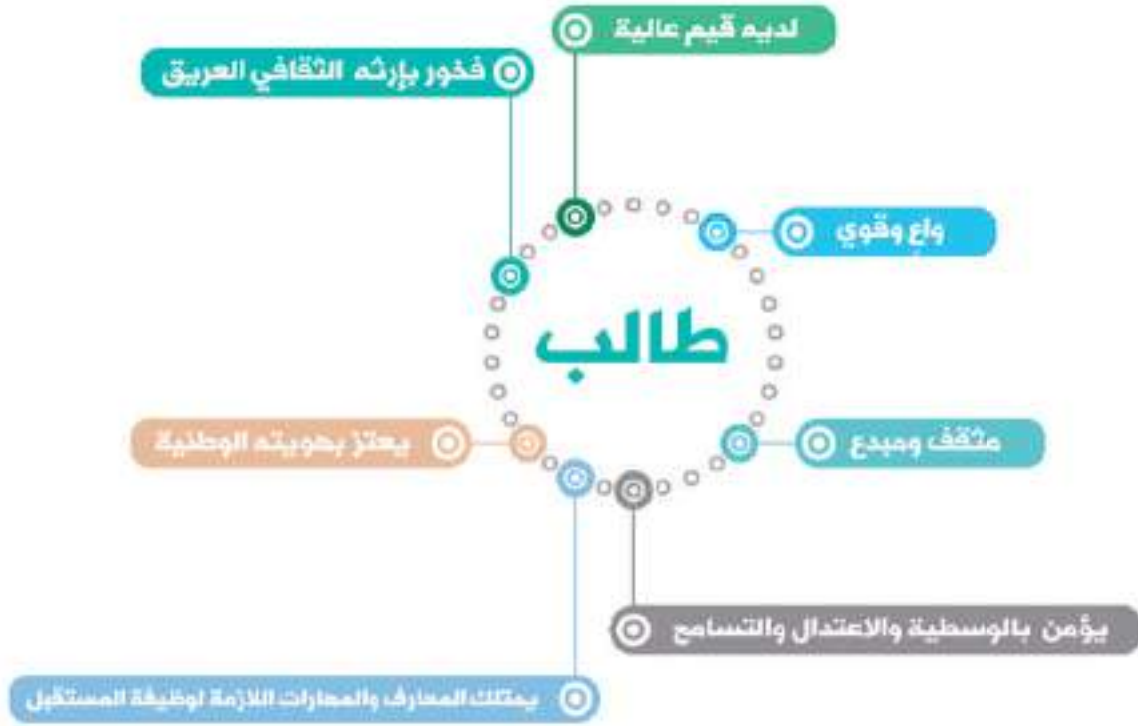 لديه قيم عالية
فخور بإرثه الثقافي العريق
واعٍ وقوي
طالب
مثقف ومبدع
يعتز بهويته الوطنية
يؤمن بالوسطية والاعتدال والتسامح
يمتلك المعارف والمهارات اللازمة لوظيفة المستقبل